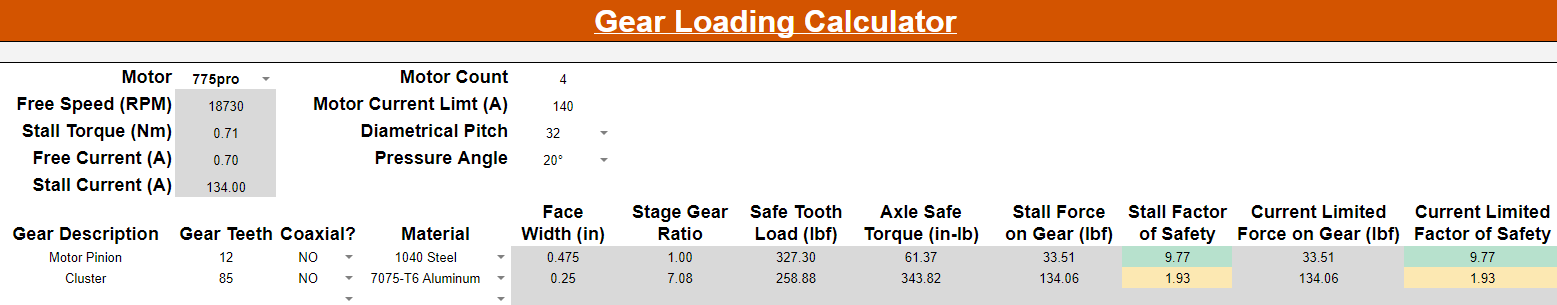 Gear Loading Calculator
Motor 775pro Motor Count 4
Free Speed (RPM) 18730 Motor Current Limt (A) 140
Stall Torque (Nm) 0.71 Diametrical Pitch 32
Free Current (A) 0.70 Pressure Angle 20°
Stall Current (A) 134.00
Face Stage Gear Safe Tooth Axle Safe Stall Force Stall Factor Current Limited Current Limited
Gear Description Gear Teeth Coaxial? Material Width (in) Ratio Load (lbf) Torque (in-lb) on Gear (lbf) of Safety Force on Gear (lbf) Factor of Safety
Motor Pinion 12 NO 1040 Steel 0.475 1.00 327.30 61.37 33.51 9.77 33.51 9.77
Cluster 85 NO 7075-T6 Aluminum 0.25 7.08 258.88 343.82 134.06 1.93 134.06 1.93